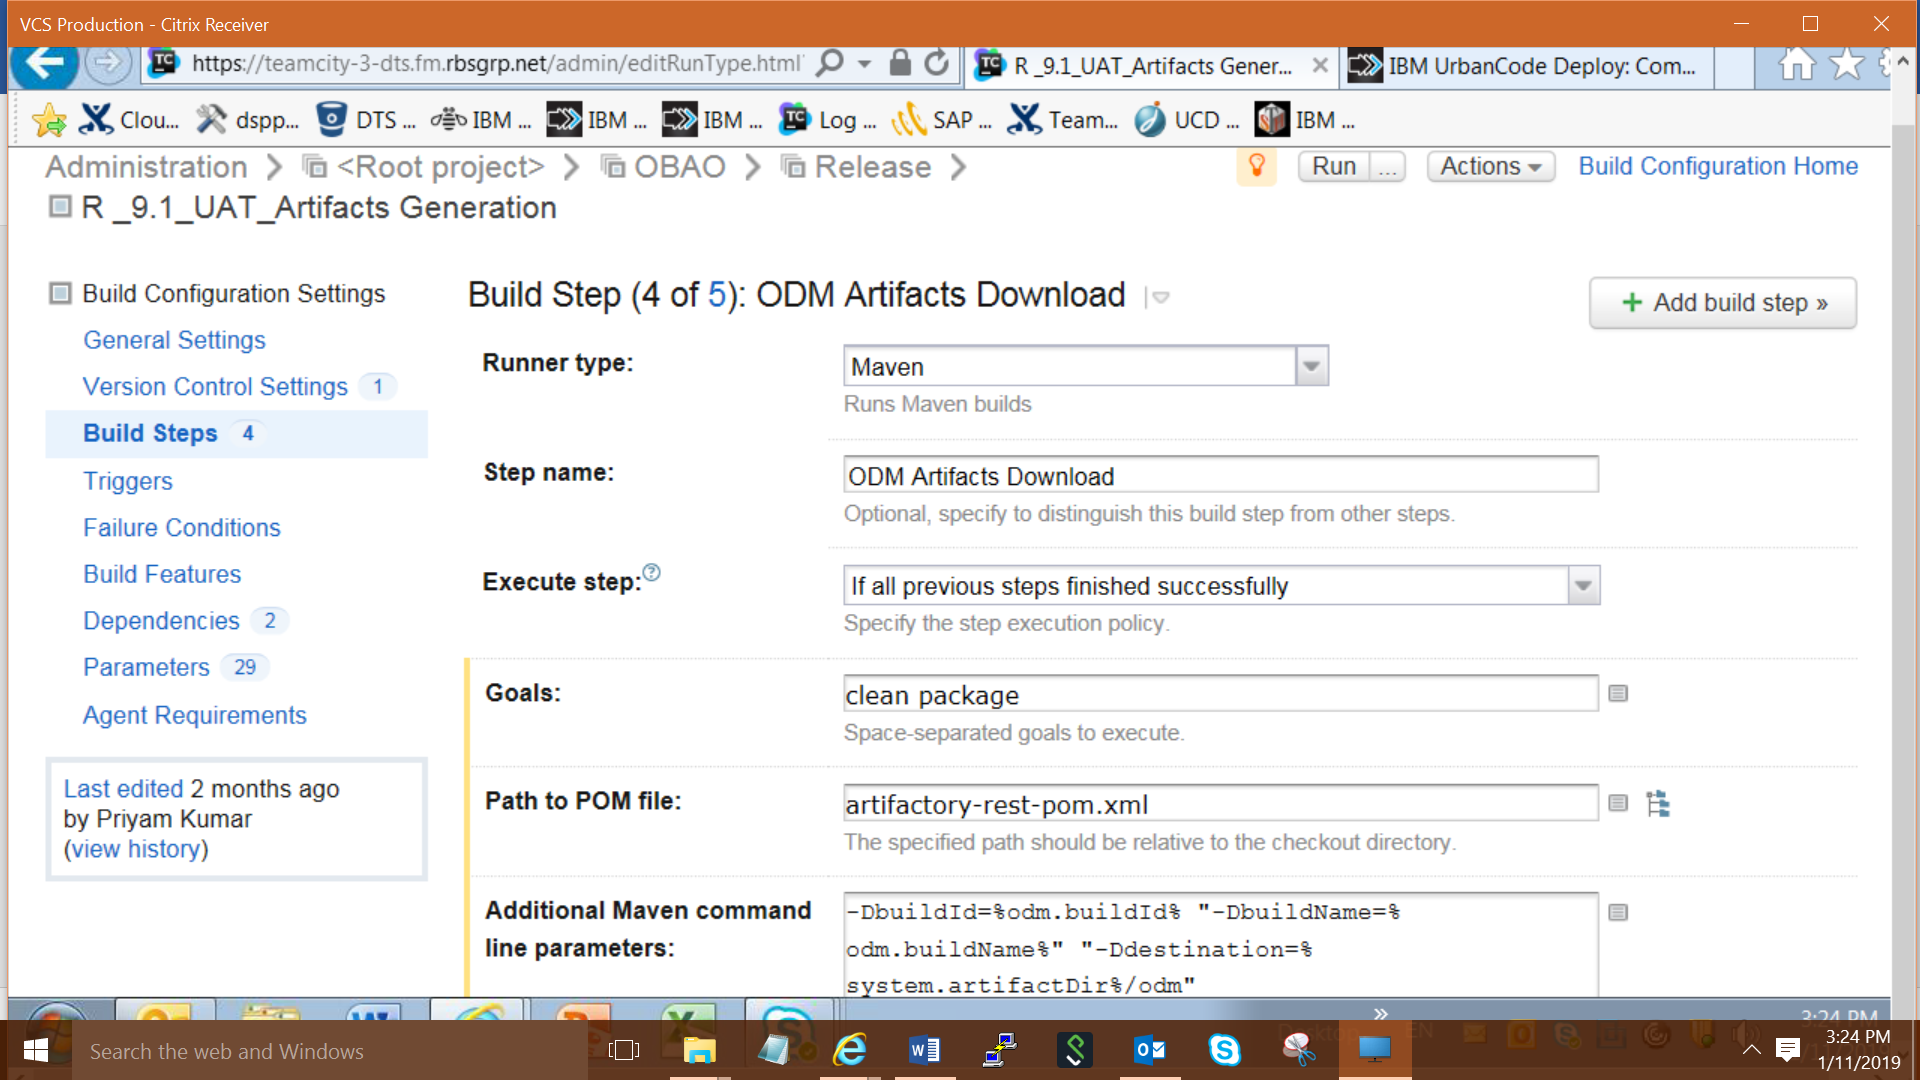 VCS Production - Citrix Receiver
https://teamcity-3-dts.fm.rbsgrp.net/admin/editRunType.html
R _9.1_UAT_Artifacts Gener...
IBM UrbanCode Deploy: Com...
Clou...
dspp...
DTS ...
IBM ...
IBM ...
IBM ...
Log ...
SAP ...
Team...
UCD ...
IBM ...
Administration
<Root project>
OBAO
Release
Run
...
Actions
Build Configuration Home
R _9.1_UAT_Artifacts Generation
Build Configuration Settings
General Settings
Version Control Settings 1
Build Steps 4
Triggers
Failure Conditions
Build Features
Dependencies 2
Parameters 29
Agent Requirements
Last edited 2 months ago
by Priyam Kumar
(view history)
Build Step (4 of 5): ODM Artifacts Download
+ Add build step »
Runner type:
Maven
Runs Maven builds
Step name:
ODM Artifacts Download
Optional, specify to distinguish this build step from other steps.
Execute step:
If all previous steps finished successfully
Specify the step execution policy.
Goals:
clean package
Space-separated goals to execute.
Path to POM file:
artifactory-rest-pom.xml
The specified path should be relative to the checkout directory.
Additional Maven command
line parameters:
-DbuildId=%odm.buildId% "-DbuildName=%
odm.buildName%" "-Ddestination=%
system.artifactDir%/odm"
Search the web and Windows
Desktop
EN
3:24 PM
3:24 PM
1/11/2019